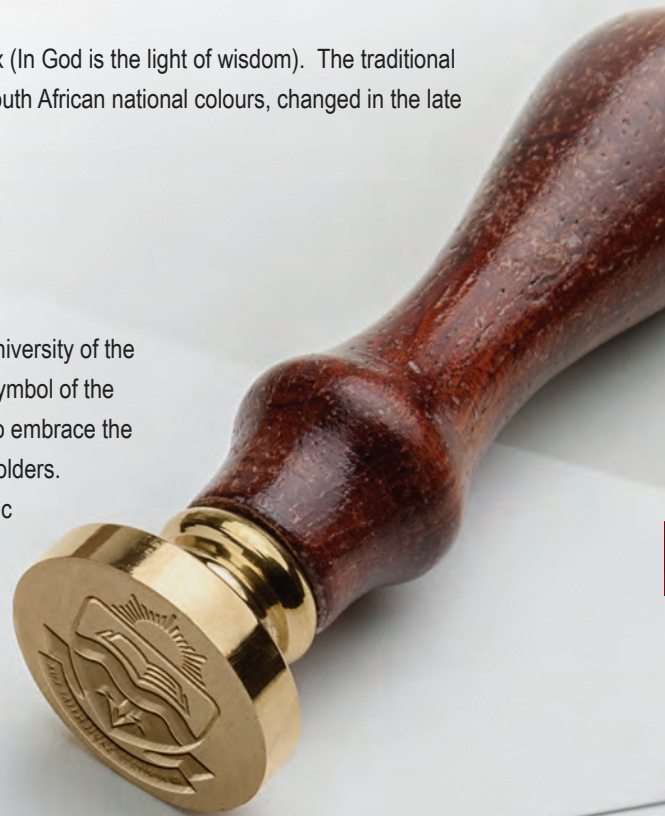 x (In God is the light of wisdom).  The traditional
outh African national colours, changed in the late
niversity of the
ymbol of the
o embrace the
olders.
c